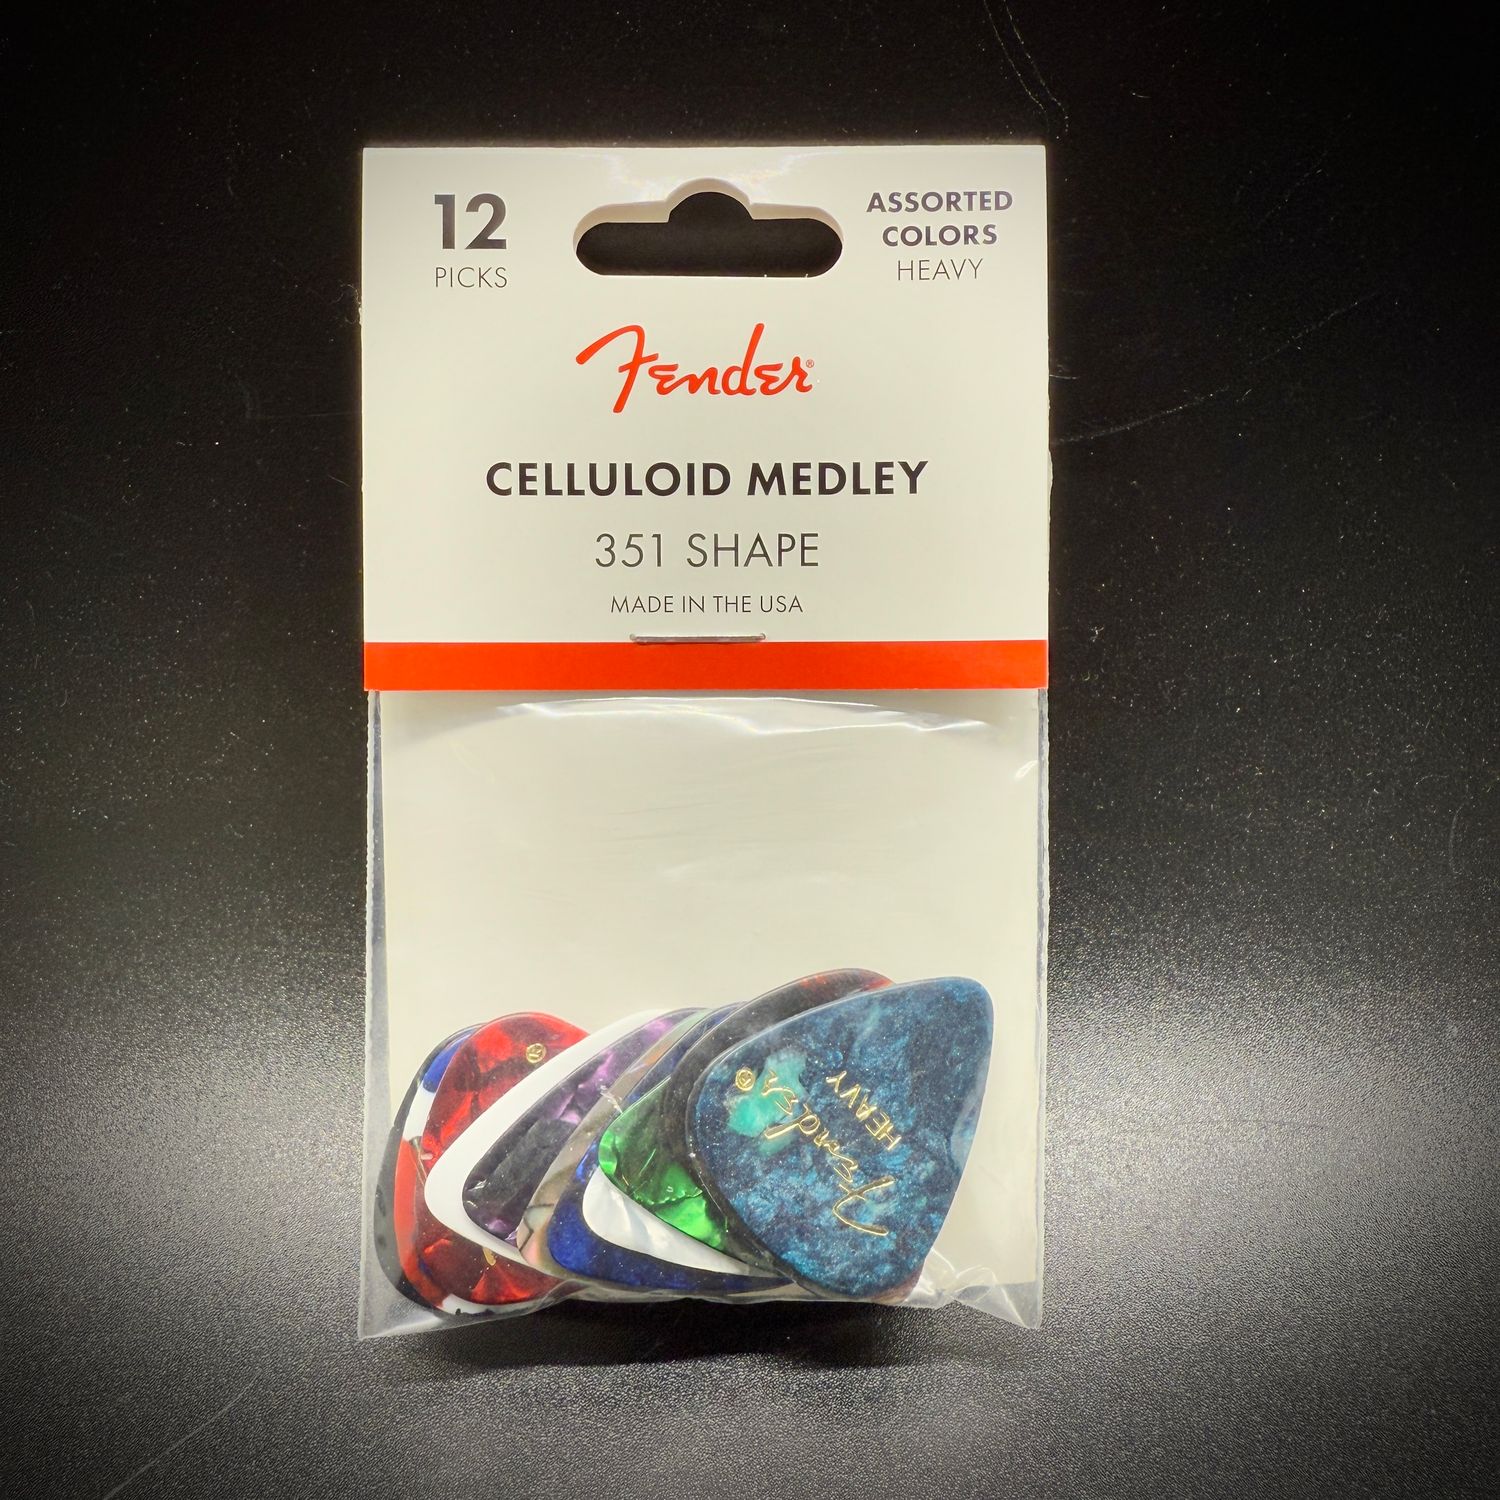 12
PICKS
ASSORTED
COLORS
HEAVY
Fender®
CELLULOID MEDLEY
351 SHAPE
MADE IN THE USA
®
Fender®
HEAVY